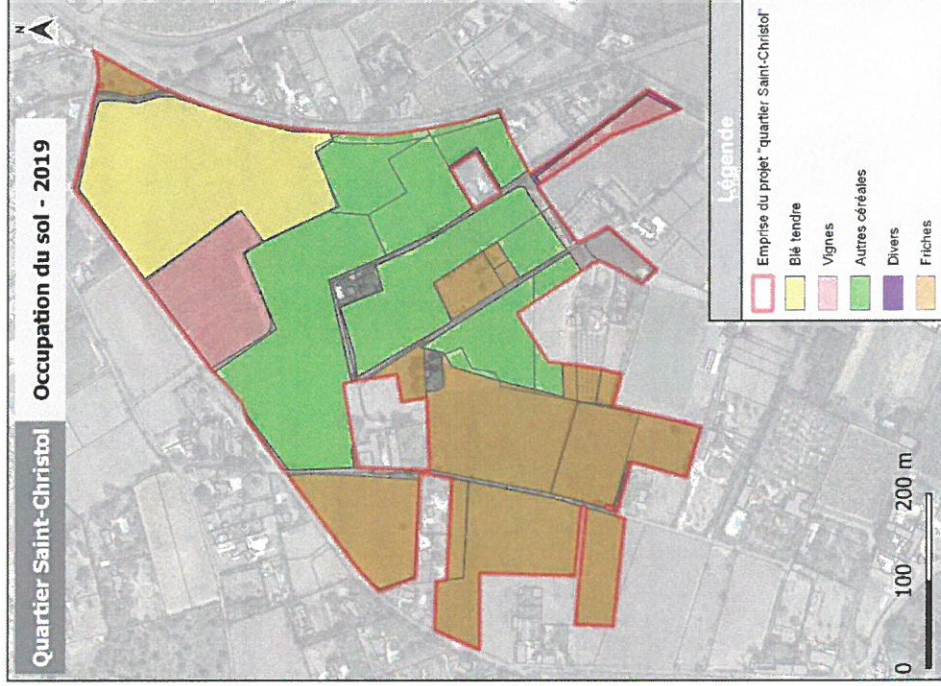 Quartier Saint-Christol
Occupation du sol - 2019
N
Légende
Emprise du projet "quartier Saint-Christol"
Blé tendre
Vignes
Autres céréales
Divers
Friches
0 100 200 m